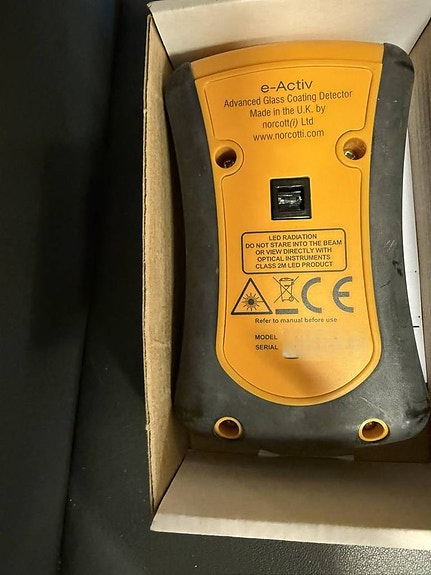 e-Activ
Advanced Glass Coating Detector
Made in the U.K. by
norcott(i) Ltd
www.norcotti.com
LED RADIATION
DO NOT STARE INTO THE BEAM
OR VIEW DIRECTLY WITH
OPTICAL INSTRUMENTS
CLASS 2M LED PRODUCT
CE
Refer to manual before use
MODEL
SERIAL